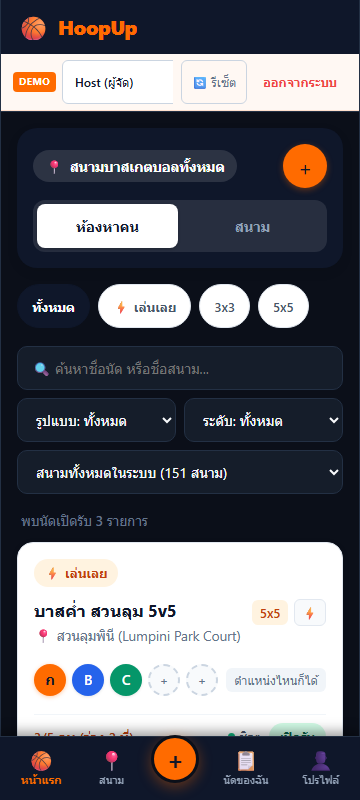 HoopUp
DEMO Host (ผู้จัด) รีเซ็ต ออกจากระบบ
สนามบาสเกตบอลทั้งหมด +
ห้องหาคน สนาม
ทั้งหมด เล่นเลย 3x3 5x5
ค้นหาชื่อนัด หรือชื่อสนาม...
รูปแบบ: ทั้งหมด ระดับ: ทั้งหมด
สนามทั้งหมดในระบบ (151 สนาม)
พบนัดเปิดรับ 3 รายการ
เล่นเลย
บาสค่ำ สวนลุม 5v5 5x5
สวนลุมพินี (Lumpini Park Court)
ก B C + + ตำแหน่งไหนก็ได้
+
หน้าแรก สนาม นัดของฉัน โปรไฟล์